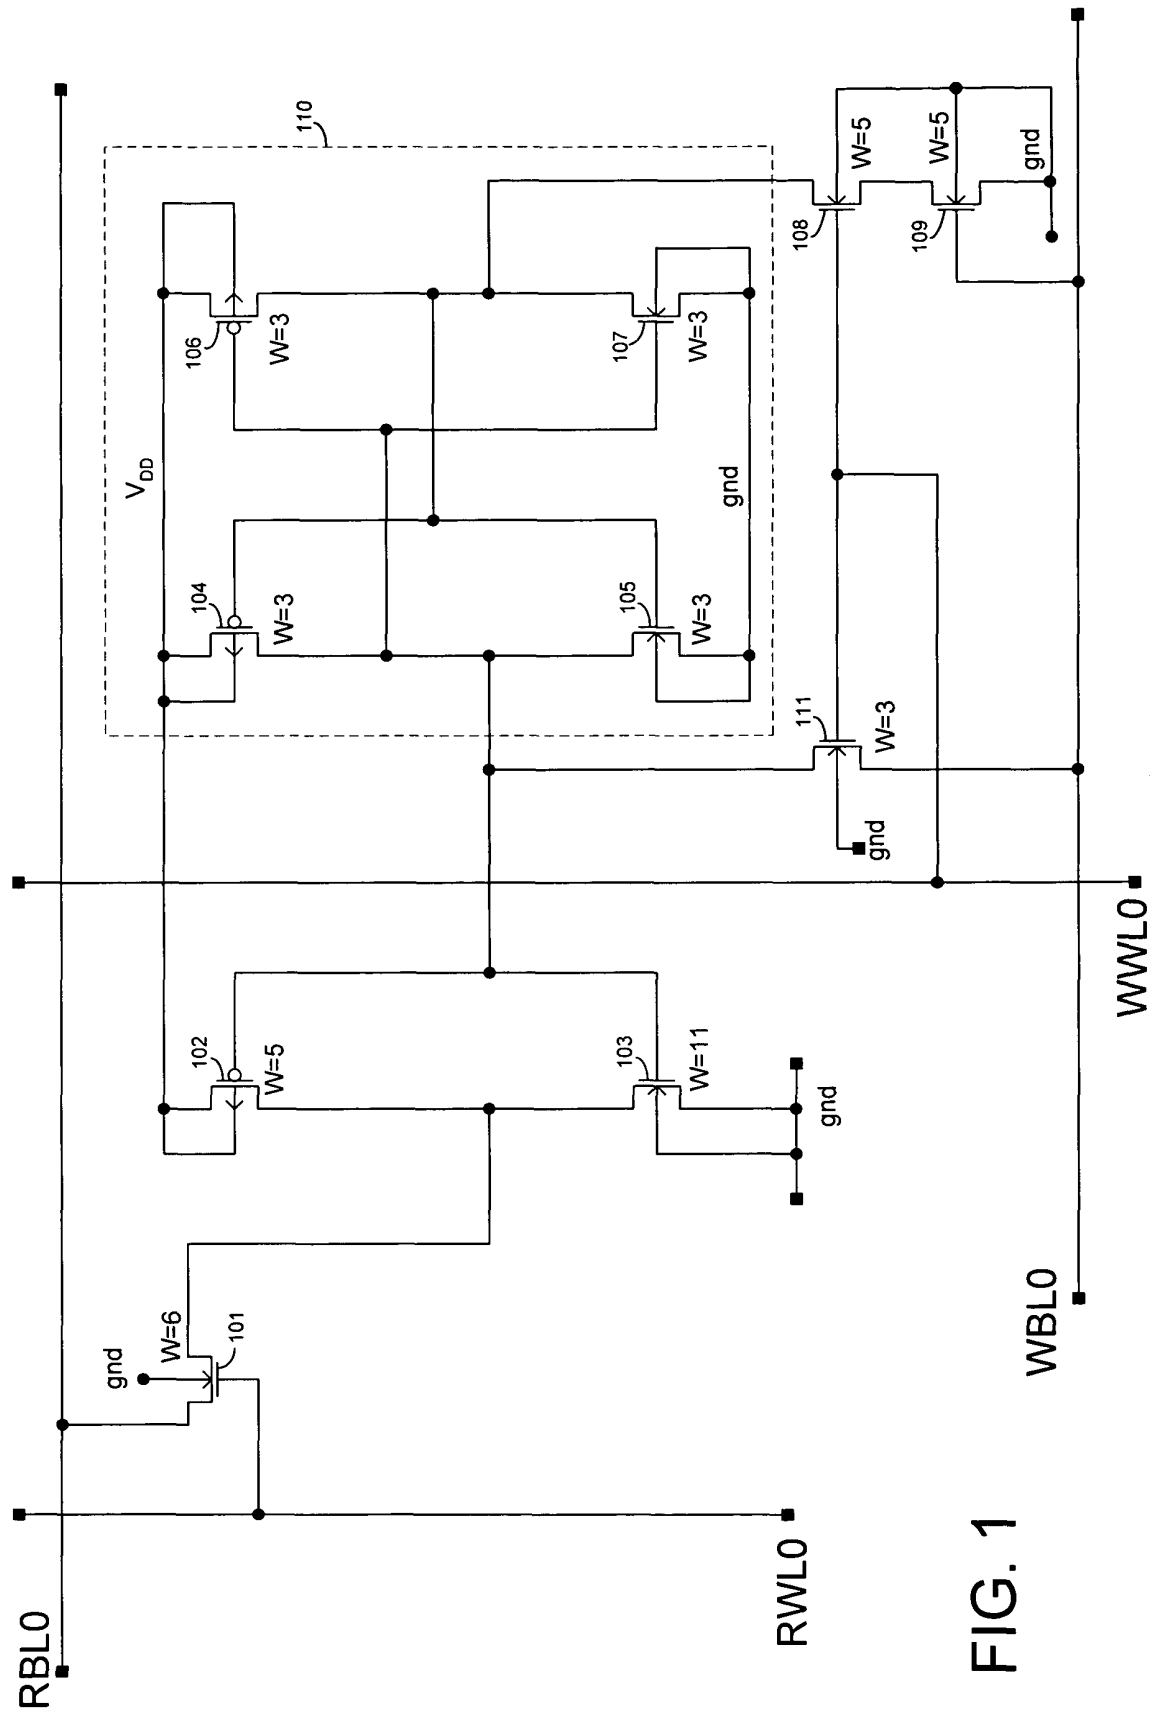 RBL0
110
V_DD
106
W=3
104
W=3
107
W=3
105
W=3
gnd
108
W=5
109
W=5
gnd
111
W=3
gnd
WWL0
102
W=5
103
W=11
gnd
gnd
W=6
101
WBL0
RWL0
FIG. 1